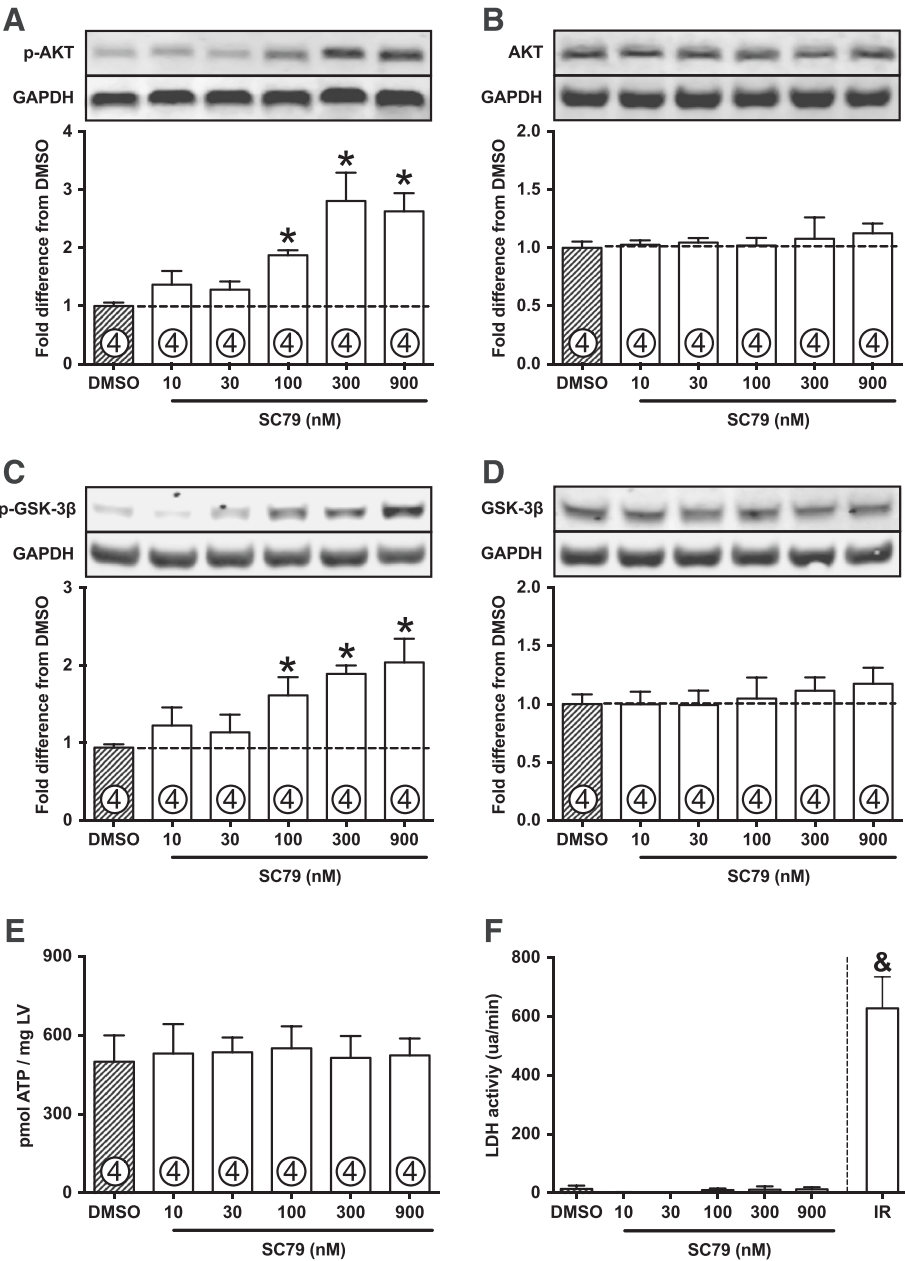 A
p-AKT
GAPDH
Fold difference from DMSO
4
3
2
1
0
* * *
4 4 4 4 4 4
DMSO 10 30 100 300 900
SC79 (nM)
B
AKT
GAPDH
Fold difference from DMSO
2.0
1.5
1.0
0.5
0.0
4 4 4 4 4 4
DMSO 10 30 100 300 900
SC79 (nM)
C
p-GSK-3β
GAPDH
Fold difference from DMSO
3
2
1
0
* * *
4 4 4 4 4 4
DMSO 10 30 100 300 900
SC79 (nM)
D
GSK-3β
GAPDH
Fold difference from DMSO
2.0
1.5
1.0
0.5
0.0
4 4 4 4 4 4
DMSO 10 30 100 300 900
SC79 (nM)
E
pmol ATP / mg LV
900
600
300
0
4 4 4 4 4 4
DMSO 10 30 100 300 900
SC79 (nM)
F
LDH activiy (ua/min)
800
600
400
200
0
&
DMSO 10 30 100 300 900 IR
SC79 (nM)